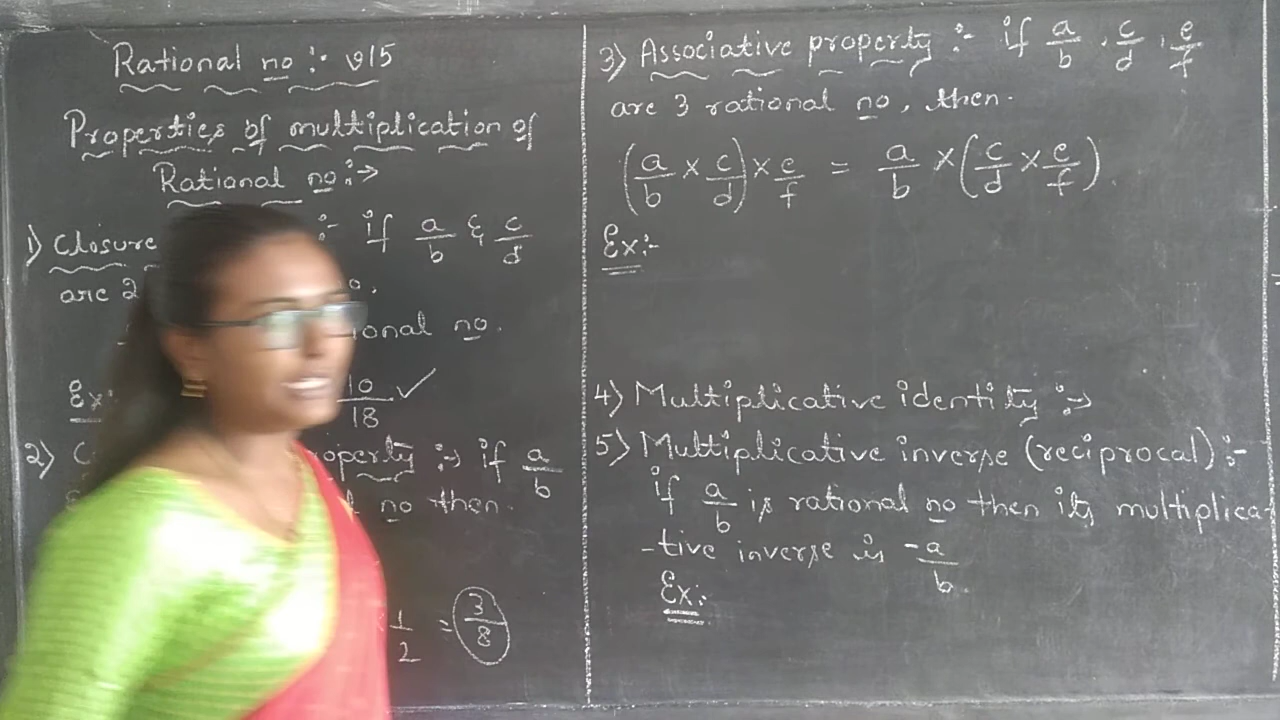 Rational no :- v15
Properties of multiplication of
Rational no :->
1) Closure :- if a/b & c/d
are 2 no.
ional no.
Ex: 10/18 ✓
2) C roperty :-> if a/b
l no then.
1/2 = 3/8
3) Associative property :- if a/b , c/d , e/f
are 3 rational no, then.
(a/b × c/d) × e/f = a/b × (c/d × e/f)
Ex:-
4) Multiplicative identity :->
5) Multiplicative inverse (reciprocal) :-
if a/b is rational no then its multiplica-
-tive inverse is -a/b.
Ex:-